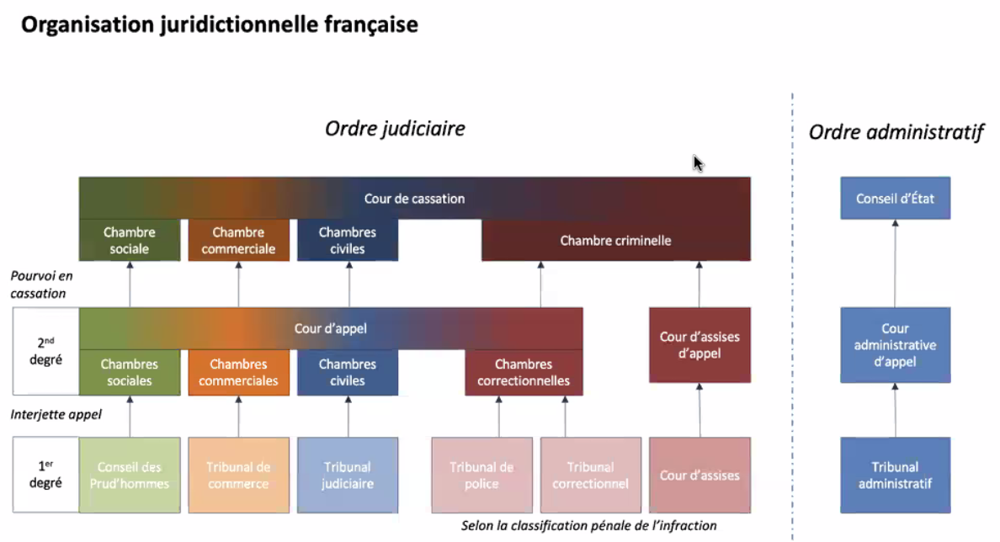 Organisation juridictionnelle française
Ordre judiciaire
Ordre administratif
Cour de cassation
Conseil d'État
Chambre
sociale
Chambre
commerciale
Chambres
civiles
Chambre criminelle
Pourvoi en
cassation
2nd
degré
Cour d'appel
Chambres
sociales
Chambres
commerciales
Chambres
civiles
Chambres
correctionnelles
Cour d'assises
d'appel
Cour
administrative
d'appel
Interjette appel
1er
degré
Conseil des
Prud'hommes
Tribunal de
commerce
Tribunal
judiciaire
Tribunal de
police
Tribunal
correctionnel
Cour d'assises
Tribunal
administratif
Selon la classification pénale de l'infraction